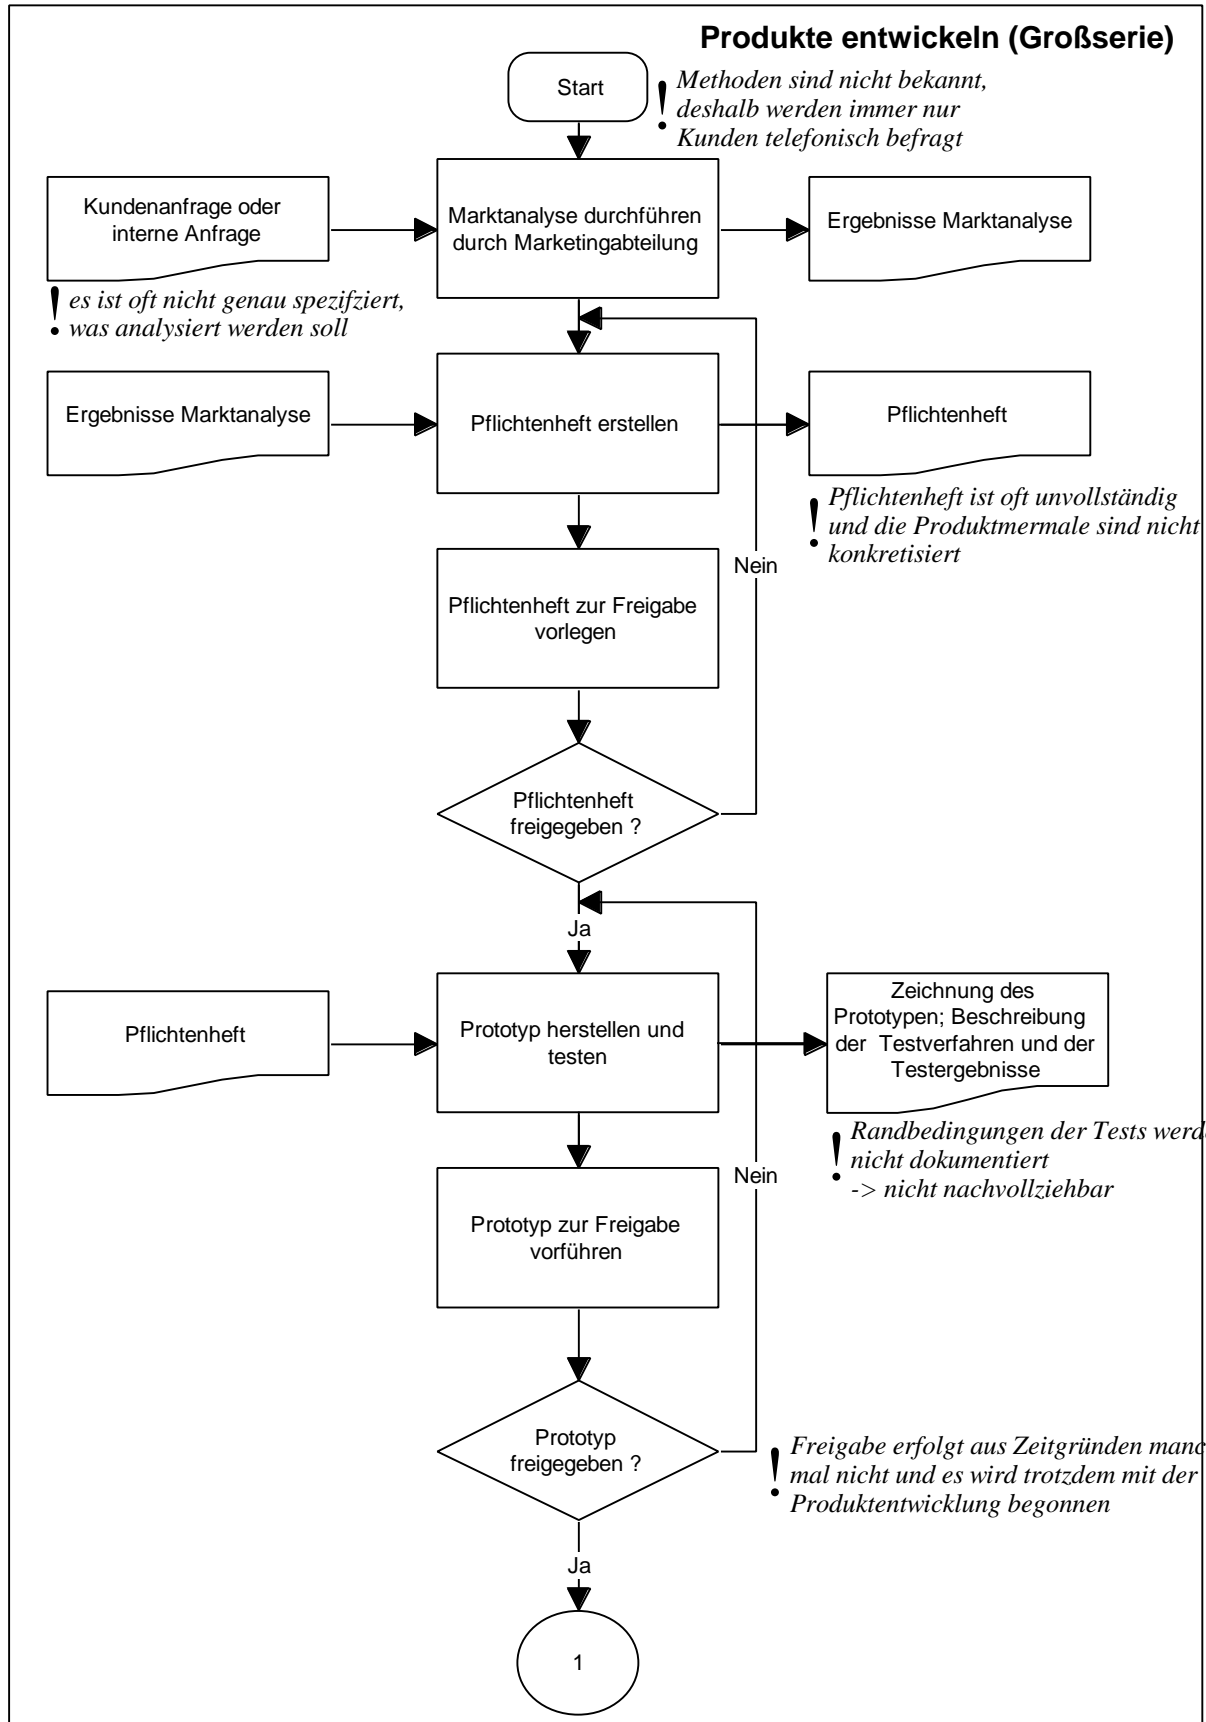 Produkte entwickeln (Großserie)
Start
! Methoden sind nicht bekannt,
deshalb werden immer nur
Kunden telefonisch befragt
Kundenanfrage oder
interne Anfrage
Marktanalyse durchführen
durch Marketingabteilung
Ergebnisse Marktanalyse
! es ist oft nicht genau spezifziert,
was analysiert werden soll
Ergebnisse Marktanalyse
Pflichtenheft erstellen
Pflichtenheft
! Pflichtenheft ist oft unvollständig
und die Produktmermale sind nicht
konkretisiert
Nein
Pflichtenheft zur Freigabe
vorlegen
Pflichtenheft
freigegeben ?
Ja
Pflichtenheft
Prototyp herstellen und
testen
Zeichnung des
Prototypen; Beschreibung
der Testverfahren und der
Testergebnisse
! Randbedingungen der Tests werde
nicht dokumentiert
-> nicht nachvollziehbar
Nein
Prototyp zur Freigabe
vorführen
Prototyp
freigegeben ?
! Freigabe erfolgt aus Zeitgründen manc
mal nicht und es wird trotzdem mit der
Produktentwicklung begonnen
Ja
1